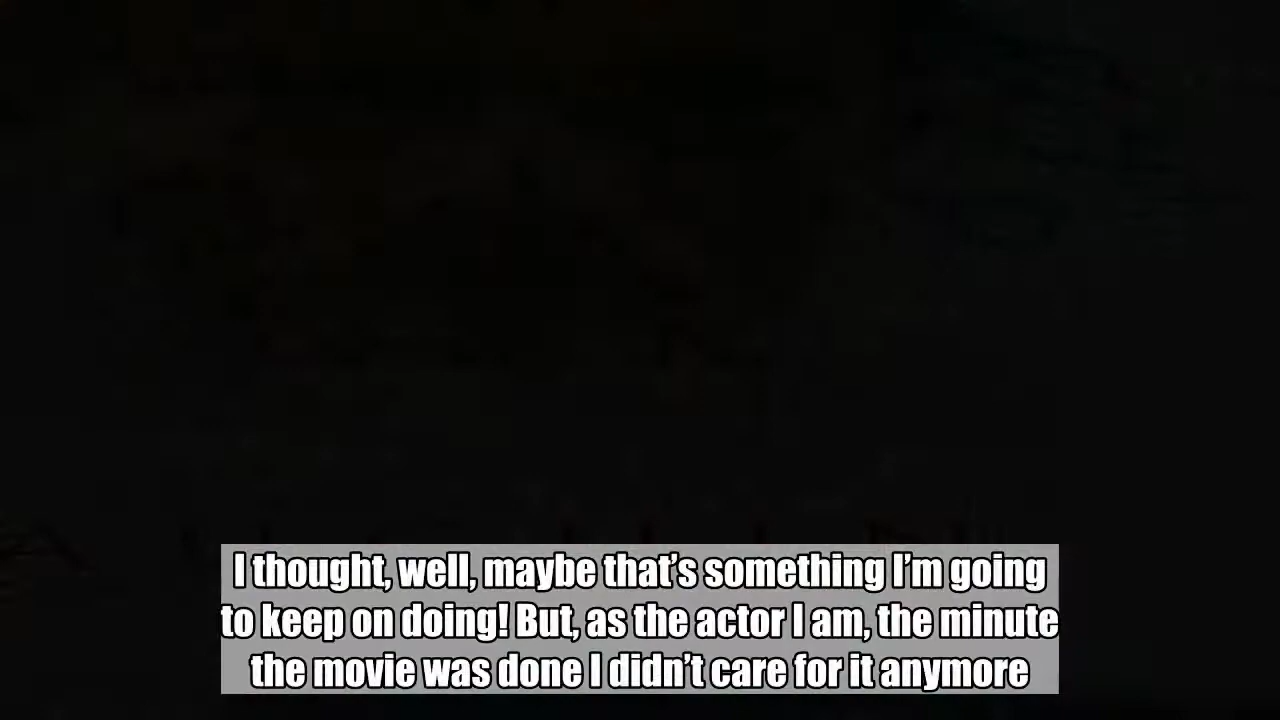 I thought, well, maybe that’s something I’m going
to keep on doing! But, as the actor I am, the minute
the movie was done I didn’t care for it anymore